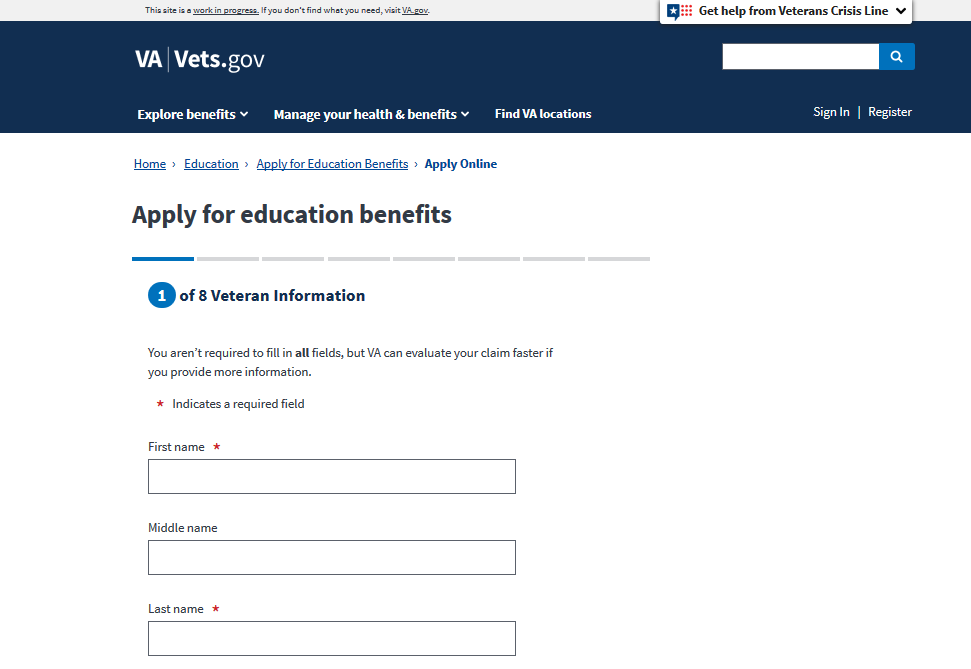 This site is a work in progress. If you don't find what you need, visit VA.gov.
Get help from Veterans Crisis Line
VA | Vets.gov
Explore benefits
Manage your health & benefits
Find VA locations
Sign In | Register
Home › Education › Apply for Education Benefits › Apply Online
Apply for education benefits
1 of 8 Veteran Information
You aren't required to fill in all fields, but VA can evaluate your claim faster if
you provide more information.
* Indicates a required field
First name *
Middle name
Last name *